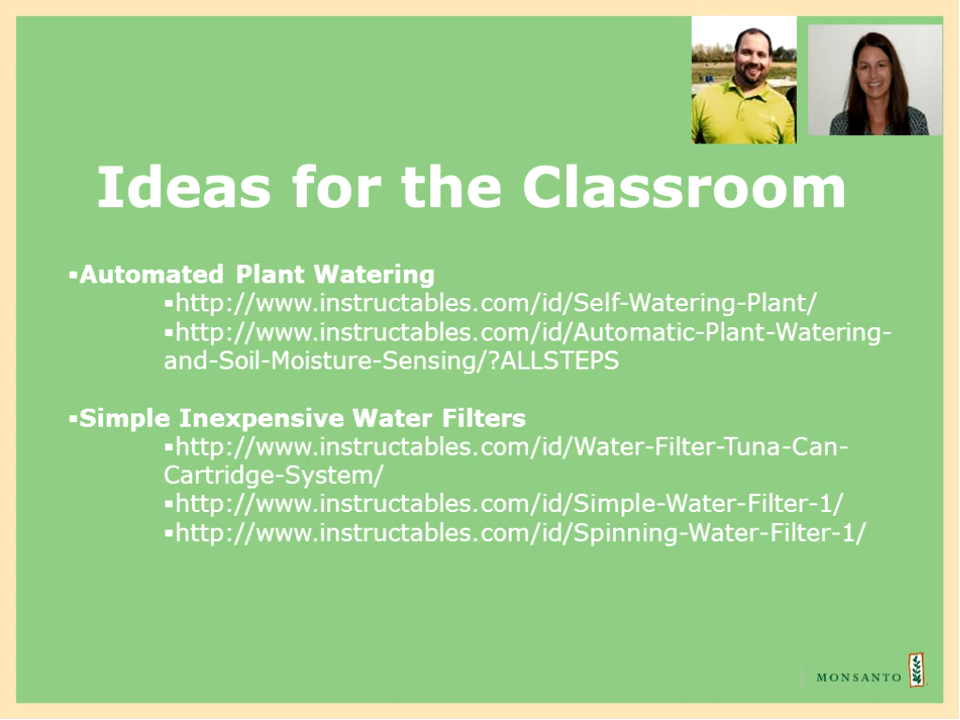 Ideas for the Classroom
▪Automated Plant Watering
▪http://www.instructables.com/id/Self-Watering-Plant/
▪http://www.instructables.com/id/Automatic-Plant-Watering-
and-Soil-Moisture-Sensing/?ALLSTEPS
▪Simple Inexpensive Water Filters
▪http://www.instructables.com/id/Water-Filter-Tuna-Can-
Cartridge-System/
▪http://www.instructables.com/id/Simple-Water-Filter-1/
▪http://www.instructables.com/id/Spinning-Water-Filter-1/
MONSANTO